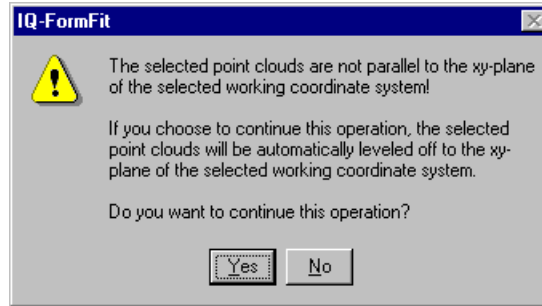 IQ-FormFit
The selected point clouds are not parallel to the xy-plane
of the selected working coordinate system!
If you choose to continue this operation, the selected
point clouds will be automatically leveled off to the xy-
plane of the selected working coordinate system.
Do you want to continue this operation?
Yes
No